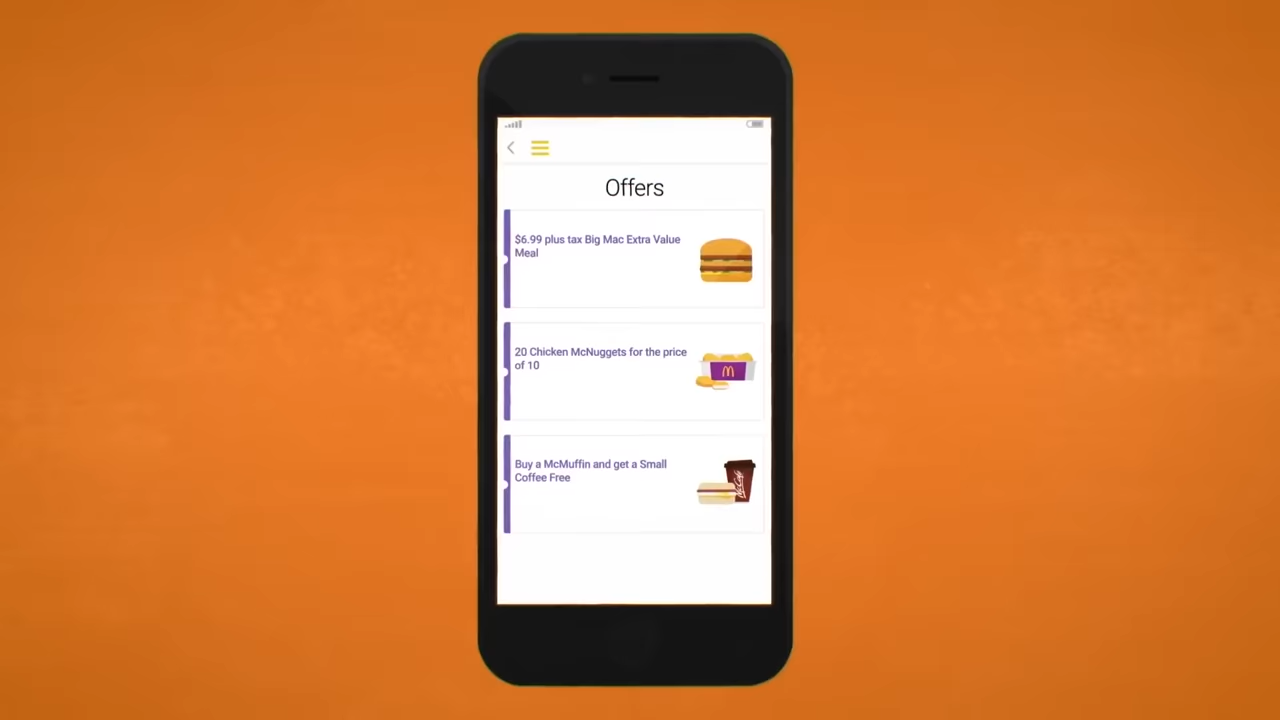 Offers
$6.99 plus tax Big Mac Extra Value
Meal
20 Chicken McNuggets for the price
of 10
Buy a McMuffin and get a Small
Coffee Free
McCafé